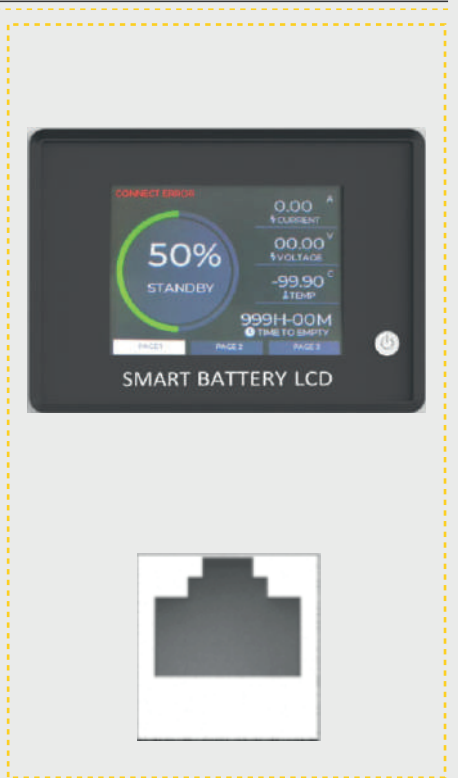 CONNECT ERROR
0.00 A
CURRENT
50%
00.00 V
VOLTAGE
STANDBY
-99.90 C
TEMP
999H-00M
TIME TO EMPTY
PAGE1 PAGE 2 PAGE 3
SMART BATTERY LCD